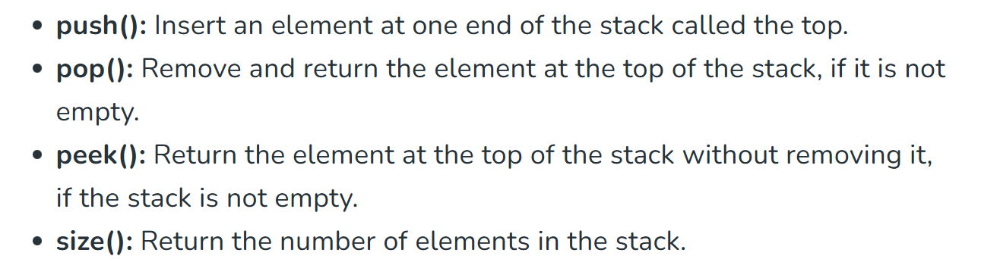 • push(): Insert an element at one end of the stack called the top.
• pop(): Remove and return the element at the top of the stack, if it is not
empty.
• peek(): Return the element at the top of the stack without removing it,
if the stack is not empty.
• size(): Return the number of elements in the stack.